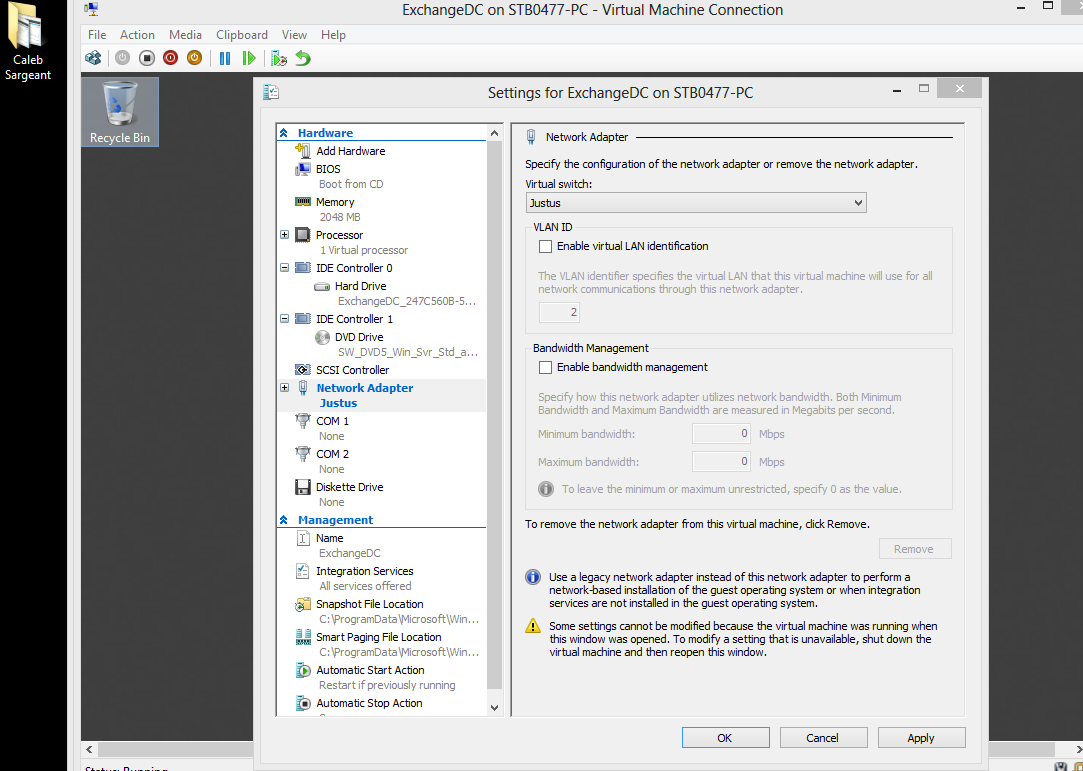 ExchangeDC on STB0477-PC - Virtual Machine Connection
Caleb
Sargeant
File Action Media Clipboard View Help
Recycle Bin
Settings for ExchangeDC on STB0477-PC
Hardware
Add Hardware
BIOS
Boot from CD
Memory
2048 MB
Processor
1 Virtual processor
IDE Controller 0
Hard Drive
ExchangeDC_247C560B-5...
IDE Controller 1
DVD Drive
SW_DVD5_Win_Svr_Std_a...
SCSI Controller
Network Adapter
Justus
COM 1
None
COM 2
None
Diskette Drive
None
Management
Name
ExchangeDC
Integration Services
All services offered
Snapshot File Location
C:\ProgramData\Microsoft\Win...
Smart Paging File Location
C:\ProgramData\Microsoft\Win...
Automatic Start Action
Restart if previously running
Automatic Stop Action
Network Adapter
Specify the configuration of the network adapter or remove the network adapter.
Virtual switch:
Justus
VLAN ID
Enable virtual LAN identification
The VLAN identifier specifies the virtual LAN that this virtual machine will use for all
network communications through this network adapter.
2
Bandwidth Management
Enable bandwidth management
Specify how this network adapter utilizes network bandwidth. Both Minimum
Bandwidth and Maximum Bandwidth are measured in Megabits per second.
Minimum bandwidth: 0 Mbps
Maximum bandwidth: 0 Mbps
To leave the minimum or maximum unrestricted, specify 0 as the value.
To remove the network adapter from this virtual machine, click Remove.
Remove
Use a legacy network adapter instead of this network adapter to perform a
network-based installation of the guest operating system or when integration
services are not installed in the guest operating system.
Some settings cannot be modified because the virtual machine was running when
this window was opened. To modify a setting that is unavailable, shut down the
virtual machine and then reopen this window.
OK Cancel Apply
Status: Running